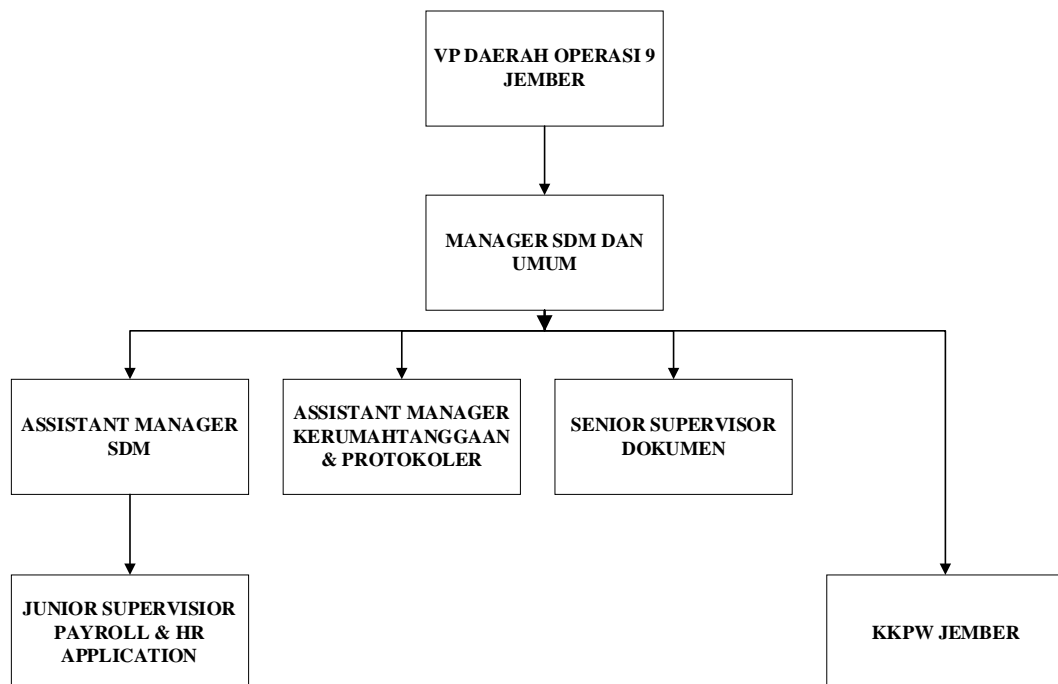 VP DAERAH OPERASI 9
JEMBER
MANAGER SDM DAN
UMUM
ASSISTANT MANAGER
SDM
ASSISTANT MANAGER
KERUMAHTANGGAAN
& PROTOKOLER
SENIOR SUPERVISOR
DOKUMEN
JUNIOR SUPERVISIOR
PAYROLL & HR
APPLICATION
KKPW JEMBER